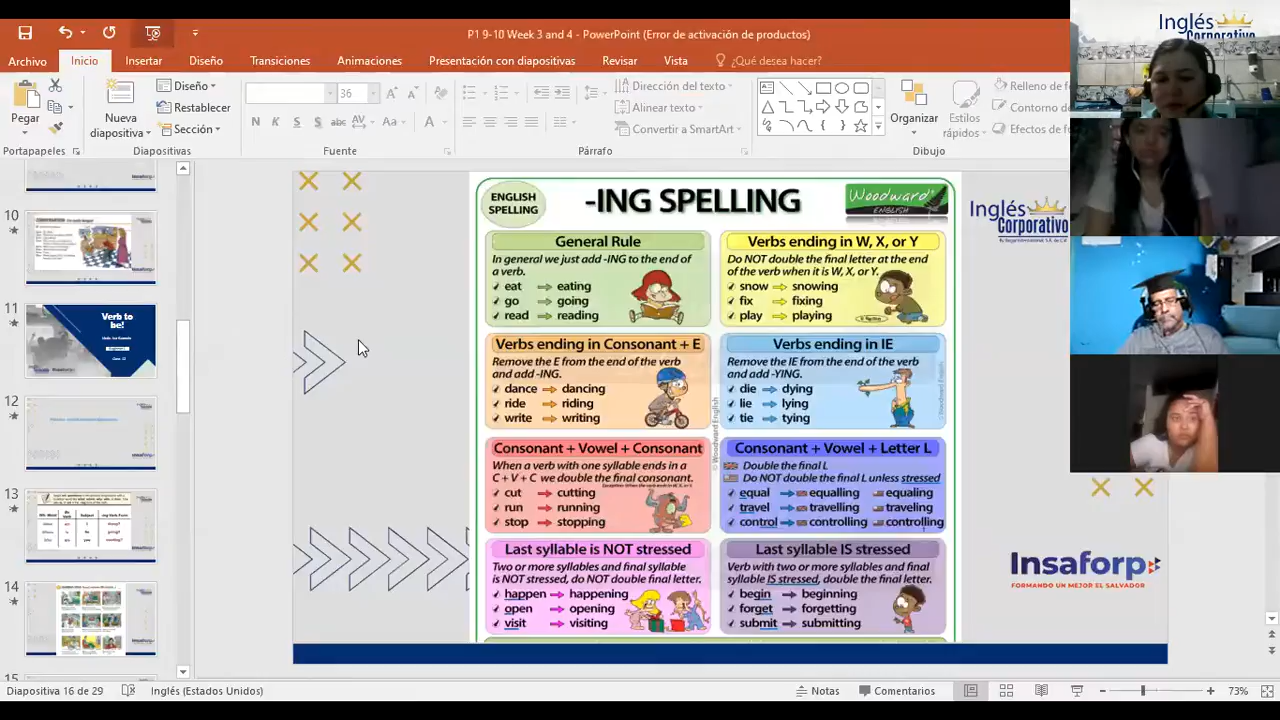 P1 9-10 Week 3 and 4 - PowerPoint (Error de activación de productos)
Archivo Inicio Insertar Diseño Transiciones Animaciones Presentación con diapositivas Revisar Vista ¿Qué desea hacer?
Pegar
Nueva diapositiva
Diseño
Restablecer
Sección
36
N K S S abc AV Aa A
Dirección del texto
Alinear texto
Convertir a SmartArt
Organizar
Estilos rápidos
Relleno de
Contorno de
Efectos de
Portapapeles Diapositivas Fuente Párrafo Dibujo
Inglés
Corporativo
10
11
Verb to
be!
12
13
14
15
Insaforp
ENGLISH
SPELLING
-ING SPELLING
Woodward
ENGLISH
General Rule
In general we just add -ING to the end of
a verb.
eat eating
go going
read reading
Verbs ending in W, X, or Y
Do NOT double the final letter at the end
of the verb when it is W, X, or Y.
snow snowing
fix fixing
play playing
Verbs ending in Consonant + E
Remove the E from the end of the verb
and add -ING.
dance dancing
ride riding
write writing
Verbs ending in IE
Remove the IE from the end of the verb
and add -YING.
die dying
lie lying
tie tying
Consonant + Vowel + Consonant
When a verb with one syllable ends in a
C + V + C we double the final consonant.
cut cutting
run running
stop stopping
Consonant + Vowel + Letter L
Double the final L
Do NOT double the final L unless stressed
equal equalling equaling
travel travelling traveling
control controlling controlling
Last syllable is NOT stressed
Two or more syllables and final syllable
is NOT stressed, do NOT double final letter.
happen happening
open opening
visit visiting
Last syllable IS stressed
Verb with two or more syllables and final
syllable IS stressed, double the final letter.
begin beginning
forget forgetting
submit submitting
© Woodward English
Inglés
Corporativo
Insaforp
FORMANDO UN MEJOR EL SALVADOR
Diapositiva 16 de 29 Inglés (Estados Unidos) Notas Comentarios 73%